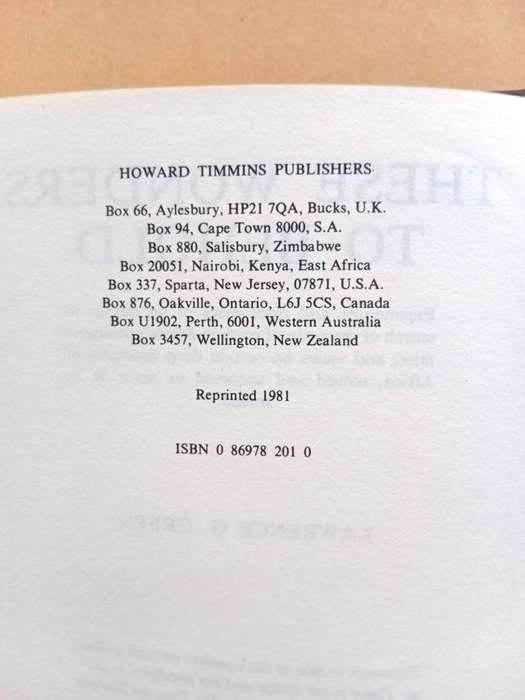 HOWARD TIMMINS PUBLISHERS
Box 66, Aylesbury, HP21 7QA, Bucks, U.K.
Box 94, Cape Town 8000, S.A.
Box 880, Salisbury, Zimbabwe
Box 20051, Nairobi, Kenya, East Africa
Box 337, Sparta, New Jersey, 07871, U.S.A.
Box 876, Oakville, Ontario, L6J 5CS, Canada
Box U1902, Perth, 6001, Western Australia
Box 3457, Wellington, New Zealand
Reprinted 1981
ISBN 0 86978 201 0